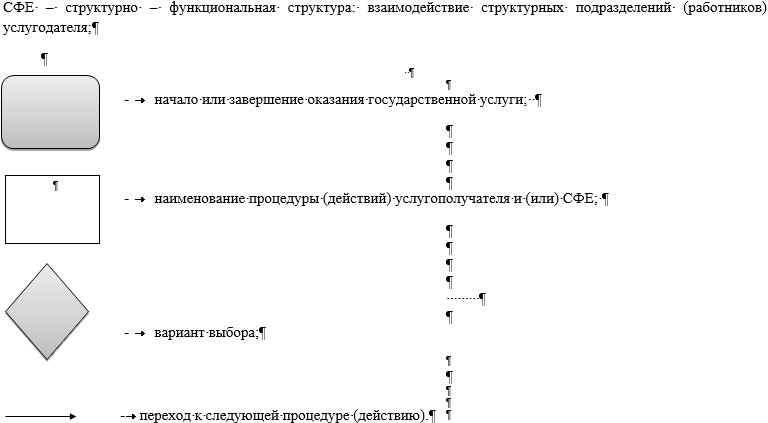 СФЕ – структурно – функциональная структура: взаимодействие структурных подразделений (работников)
услугодателя;
- начало или завершение оказания государственной услуги;
- наименование процедуры (действий) услугополучателя и (или) СФЕ;
- вариант выбора;
- переход к следующей процедуре (действию).